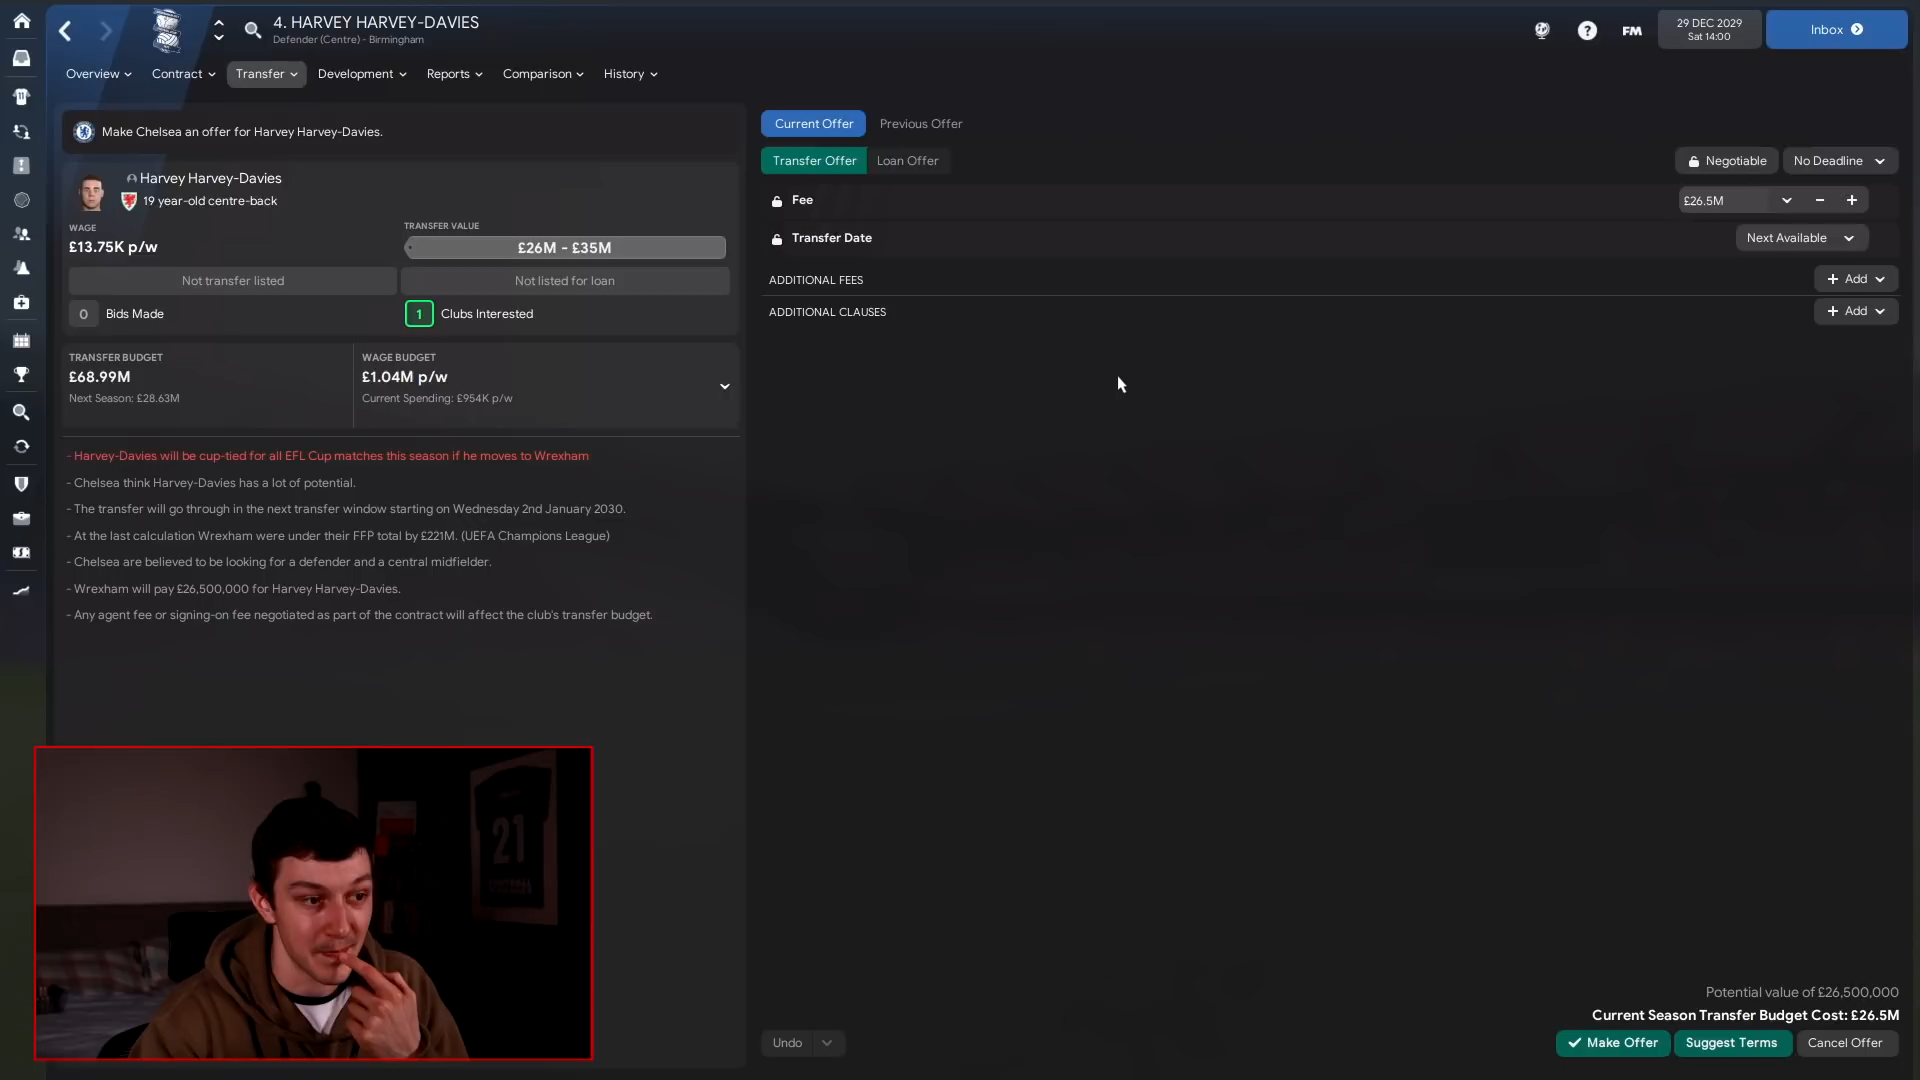 4. HARVEY HARVEY-DAVIES
Defender (Centre) - Birmingham
FM
29 DEC 2029
Sat 14:00
Inbox
Overview
Contract
Transfer
Development
Reports
Comparison
History
Make Chelsea an offer for Harvey Harvey-Davies.
Harvey Harvey-Davies
19 year-old centre-back
WAGE
£13.75K p/w
TRANSFER VALUE
£26M - £35M
Not transfer listed
Not listed for loan
0 Bids Made
1 Clubs Interested
TRANSFER BUDGET
£68.99M
Next Season: £28.63M
WAGE BUDGET
£1.04M p/w
Current Spending: £954K p/w
- Harvey-Davies will be cup-tied for all EFL Cup matches this season if he moves to Wrexham
- Chelsea think Harvey-Davies has a lot of potential.
- The transfer will go through in the next transfer window starting on Wednesday 2nd January 2030.
- At the last calculation Wrexham were under their FFP total by £221M. (UEFA Champions League)
- Chelsea are believed to be looking for a defender and a central midfielder.
- Wrexham will pay £26,500,000 for Harvey Harvey-Davies.
- Any agent fee or signing-on fee negotiated as part of the contract will affect the club's transfer budget.
21
Current Offer
Previous Offer
Transfer Offer
Loan Offer
Negotiable
No Deadline
Fee
£26.5M
Transfer Date
Next Available
ADDITIONAL FEES
+ Add
ADDITIONAL CLAUSES
+ Add
Potential value of £26,500,000
Current Season Transfer Budget Cost: £26.5M
Undo
Make Offer
Suggest Terms
Cancel Offer